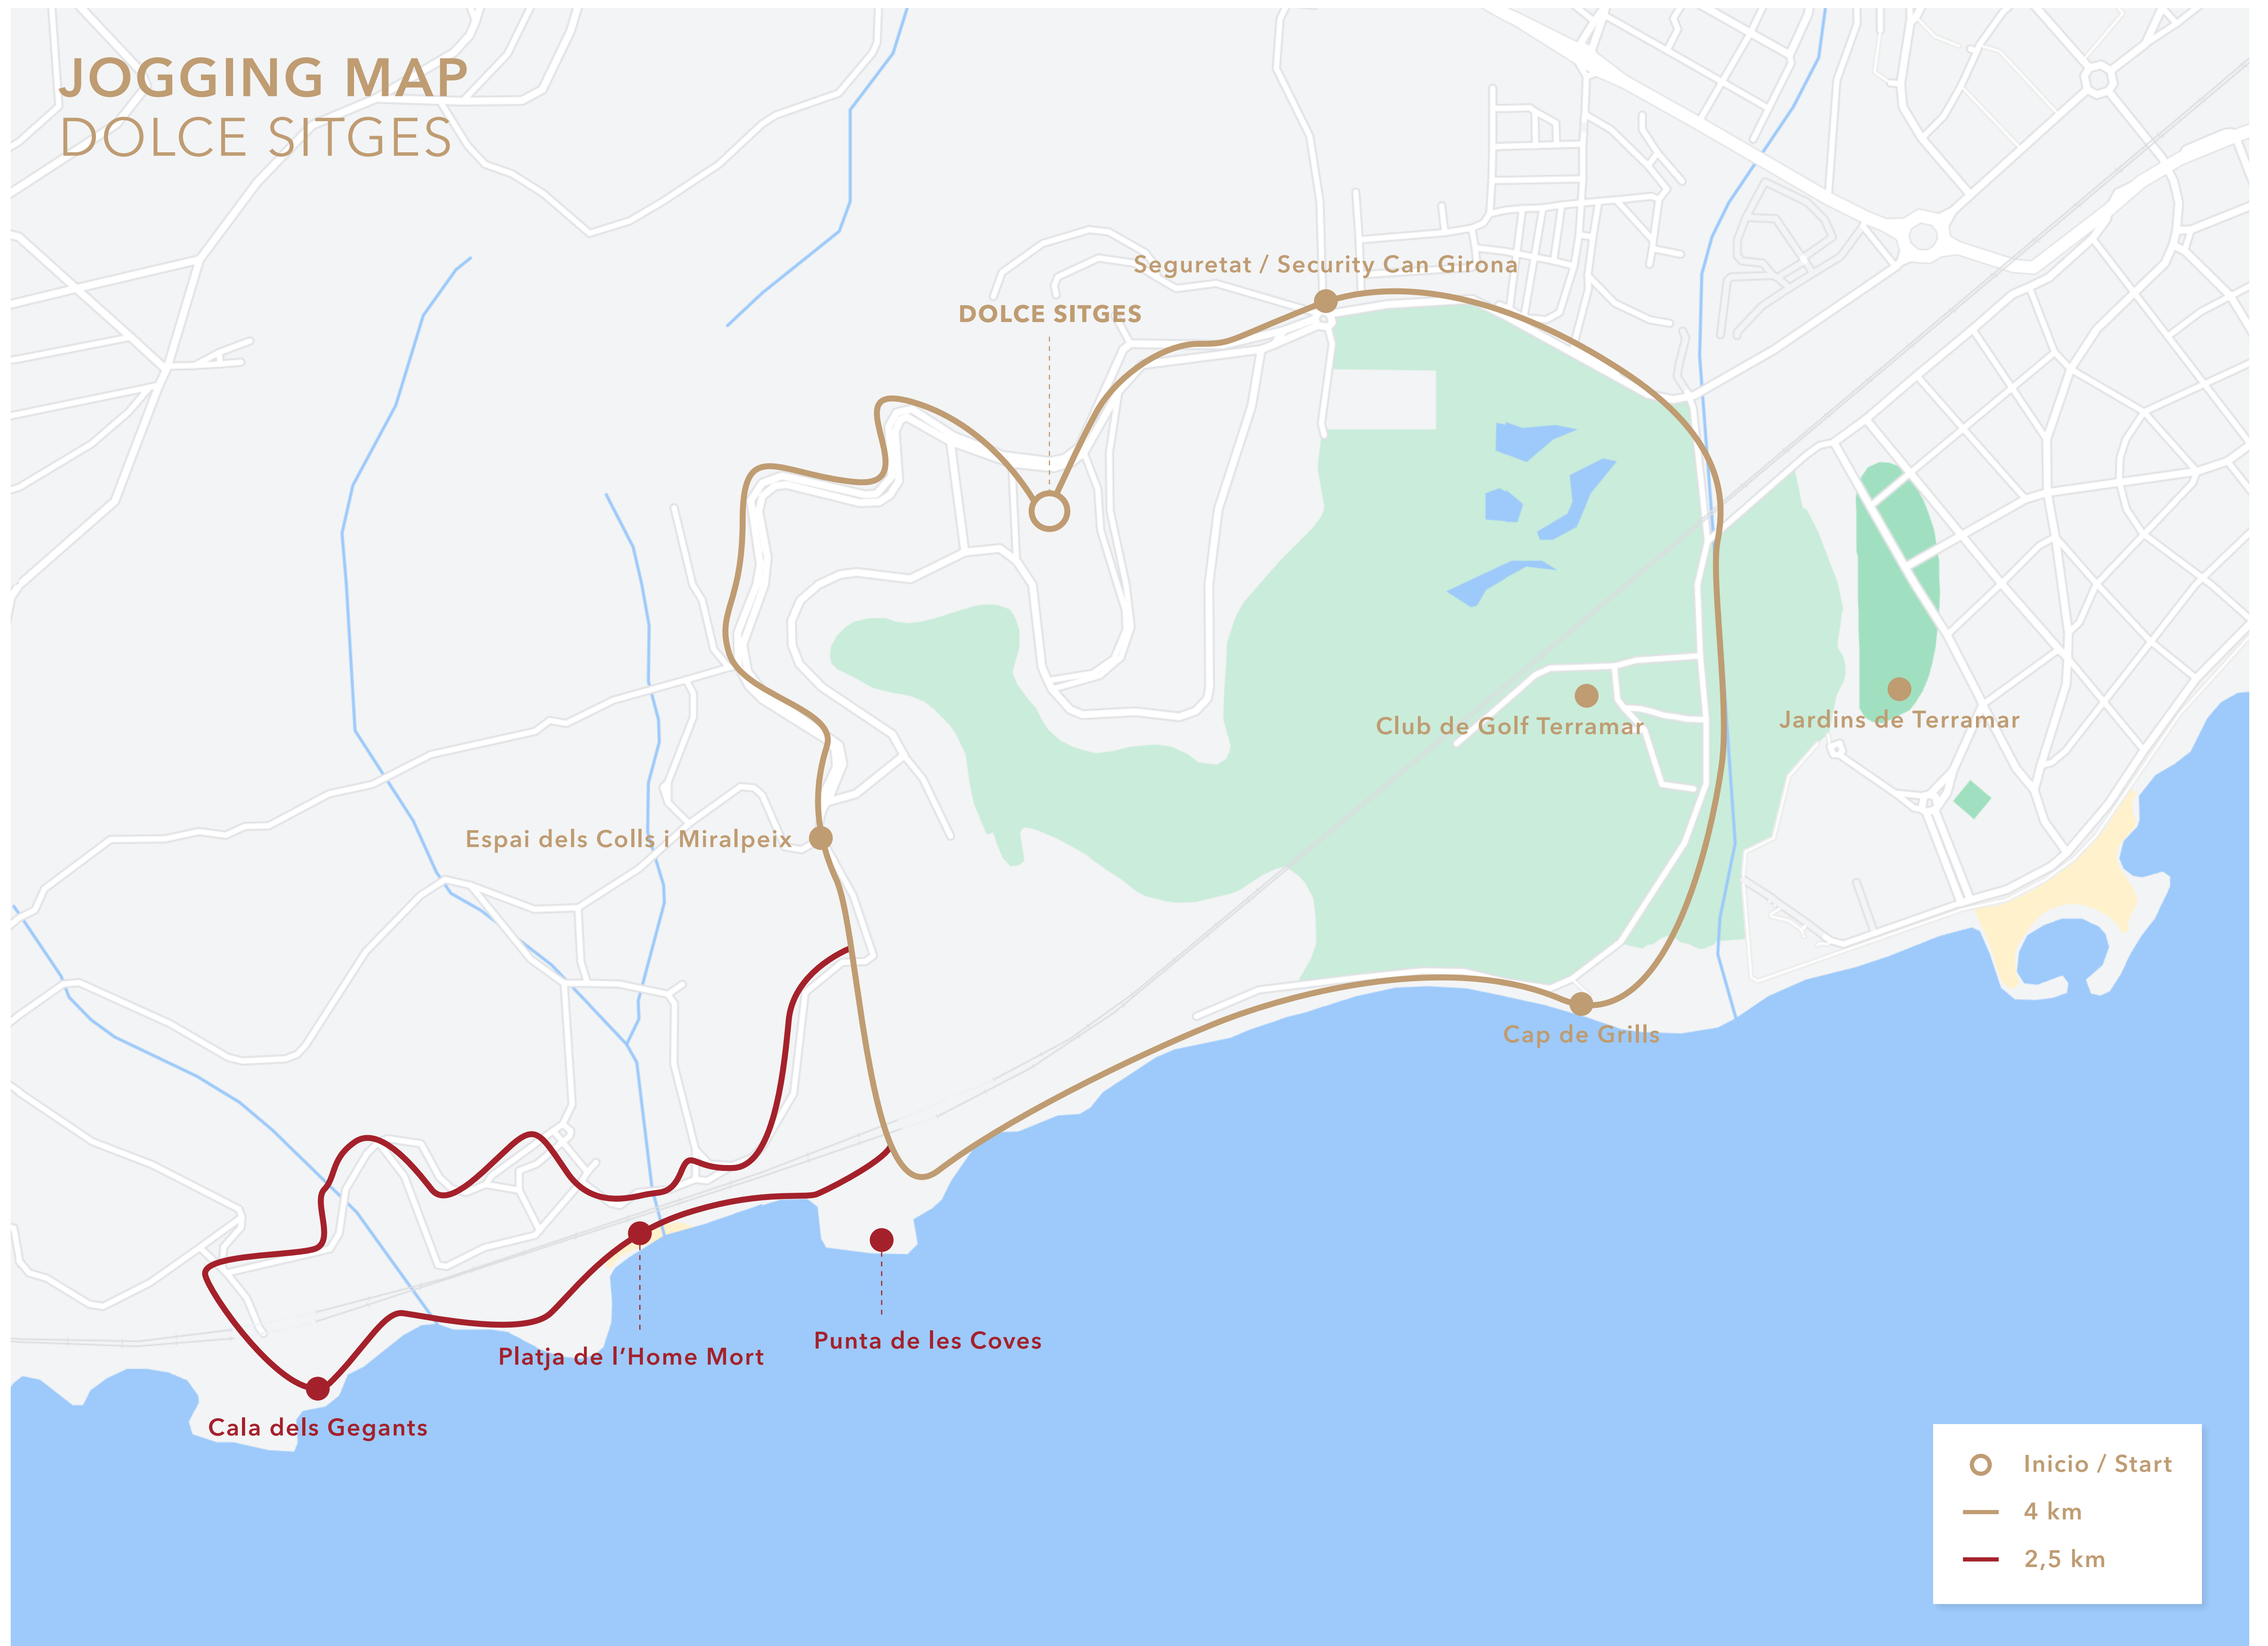 JOGGING MAP
DOLCE SITGES
Seguretat / Security Can Girona
DOLCE SITGES
Club de Golf Terramar
Jardins de Terramar
Espai dels Colls i Miralpeix
Cap de Grills
Punta de les Coves
Platja de l’Home Mort
Cala dels Gegants
Inicio / Start
4 km
2,5 km